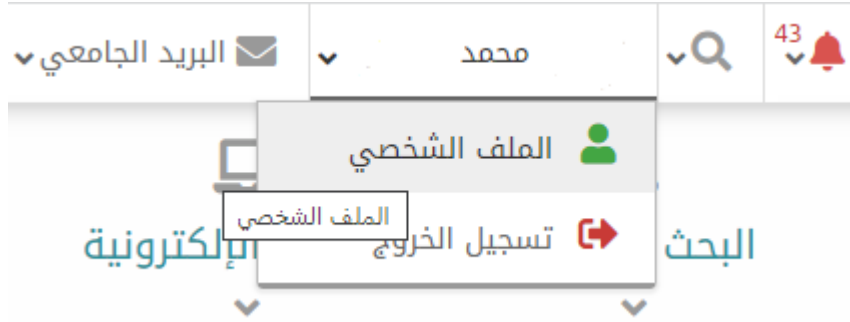 43
محمد
البريد الجامعي
الملف الشخصي
الملف الشخصي
تسجيل الخروج
البحث
الإلكترونية